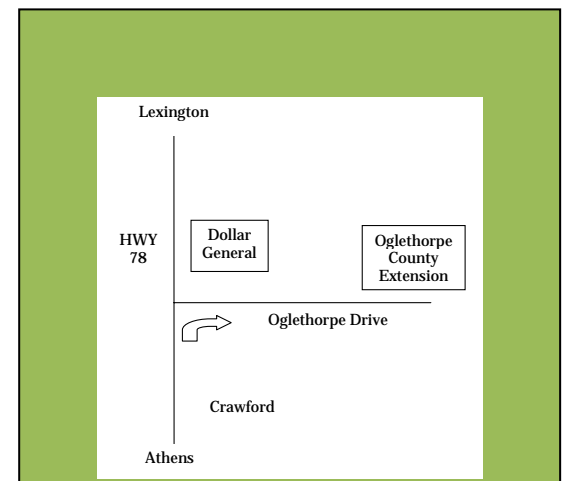 Lexington
HWY
78
Dollar
General
Oglethorpe
County
Extension
Oglethorpe Drive
Crawford
Athens